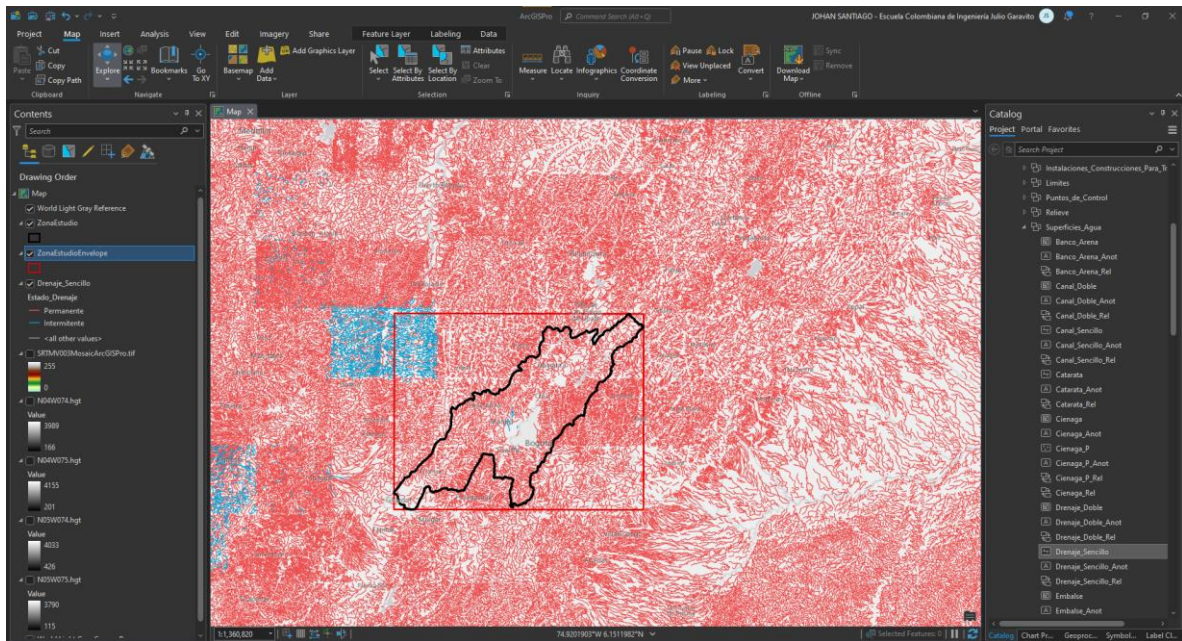 ArcGISPro
Command Search (Alt+Q)
JOHAN SANTIAGO - Escuela Colombiana de Ingeniería Julio Garavito
Project Map Insert Analysis View Edit Imagery Share Feature Layer Labeling Data
Paste
Cut
Copy
Copy Path
Explore
Bookmarks
Go To XY
Basemap
Add Data
Add Graphics Layer
Select
Select By Attributes
Select By Location
Attributes
Clear
Zoom To
Measure
Locate
Infographics
Coordinate Conversion
Pause
Lock
View Unplaced
More
Convert
Download Map
Sync
Remove
Clipboard
Navigate
Layer
Selection
Inquiry
Labeling
Offline
Contents
Search
Drawing Order
Map
World Light Gray Reference
ZonaEstudio
ZonaEstudioEnvelope
Drenaje_Sencillo
Estado_Drenaje
Permanente
Intermitente
<all other values>
SRTMV003MosaicArcGISPro.tif
255
0
N04W074.hgt
Value
3989
166
N04W075.hgt
Value
4155
201
N05W074.hgt
Value
4033
426
N05W075.hgt
Value
3790
115
Map
1:1,360,820
74.9201903°W 6.1511982°N
Selected Features: 0
Catalog
Project Portal Favorites
Search Project
Instalaciones_Construcciones_Para_Tr
Limites
Puntos_de_Control
Relieve
Superficies_Agua
Banco_Arena
Banco_Arena_Anot
Banco_Arena_Rel
Canal_Doble
Canal_Doble_Anot
Canal_Doble_Rel
Canal_Sencillo
Canal_Sencillo_Anot
Canal_Sencillo_Rel
Catarata
Catarata_Anot
Catarata_Rel
Cienaga
Cienaga_Anot
Cienaga_P
Cienaga_P_Anot
Cienaga_P_Rel
Cienaga_Rel
Drenaje_Doble
Drenaje_Doble_Anot
Drenaje_Doble_Rel
Drenaje_Sencillo
Drenaje_Sencillo_Anot
Drenaje_Sencillo_Rel
Embalse
Embalse_Anot
Catalog Chart Pr... Geoproc... Symbol... Label Cl...